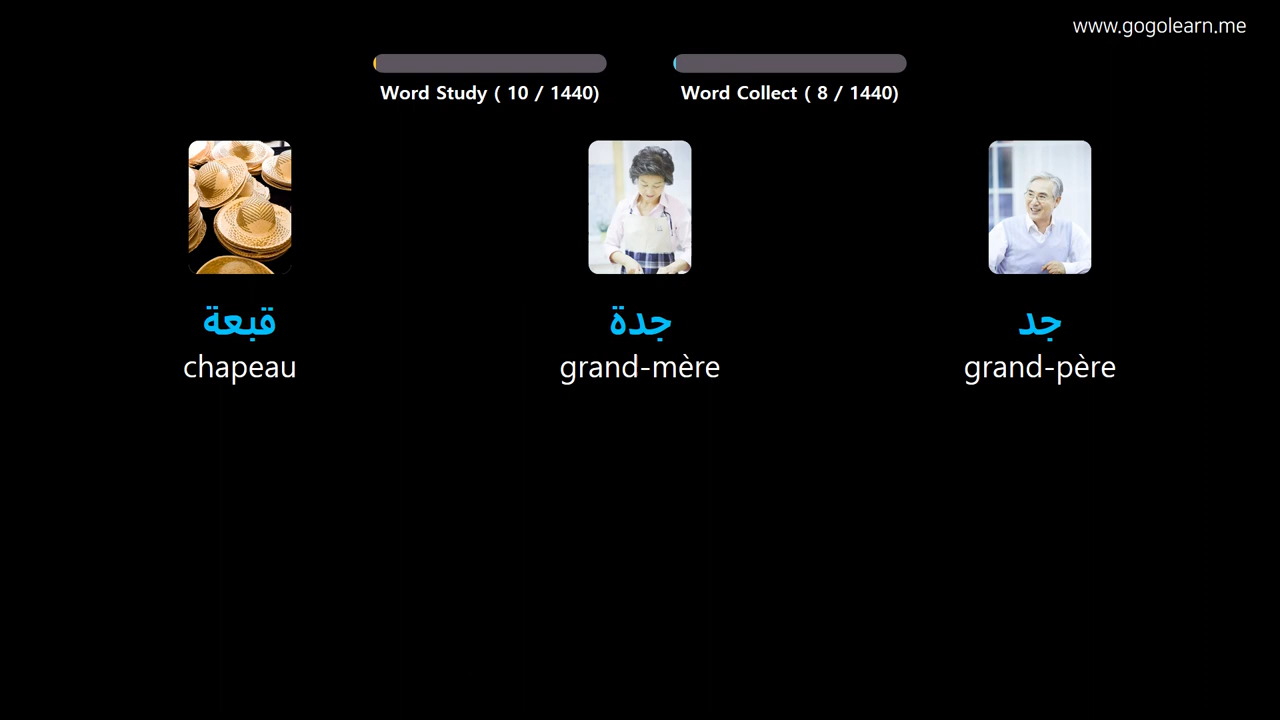 www.gogolearn.me
Word Study ( 10 / 1440)
Word Collect ( 8 / 1440)
قبعة
chapeau
جدة
grand-mère
جد
grand-père